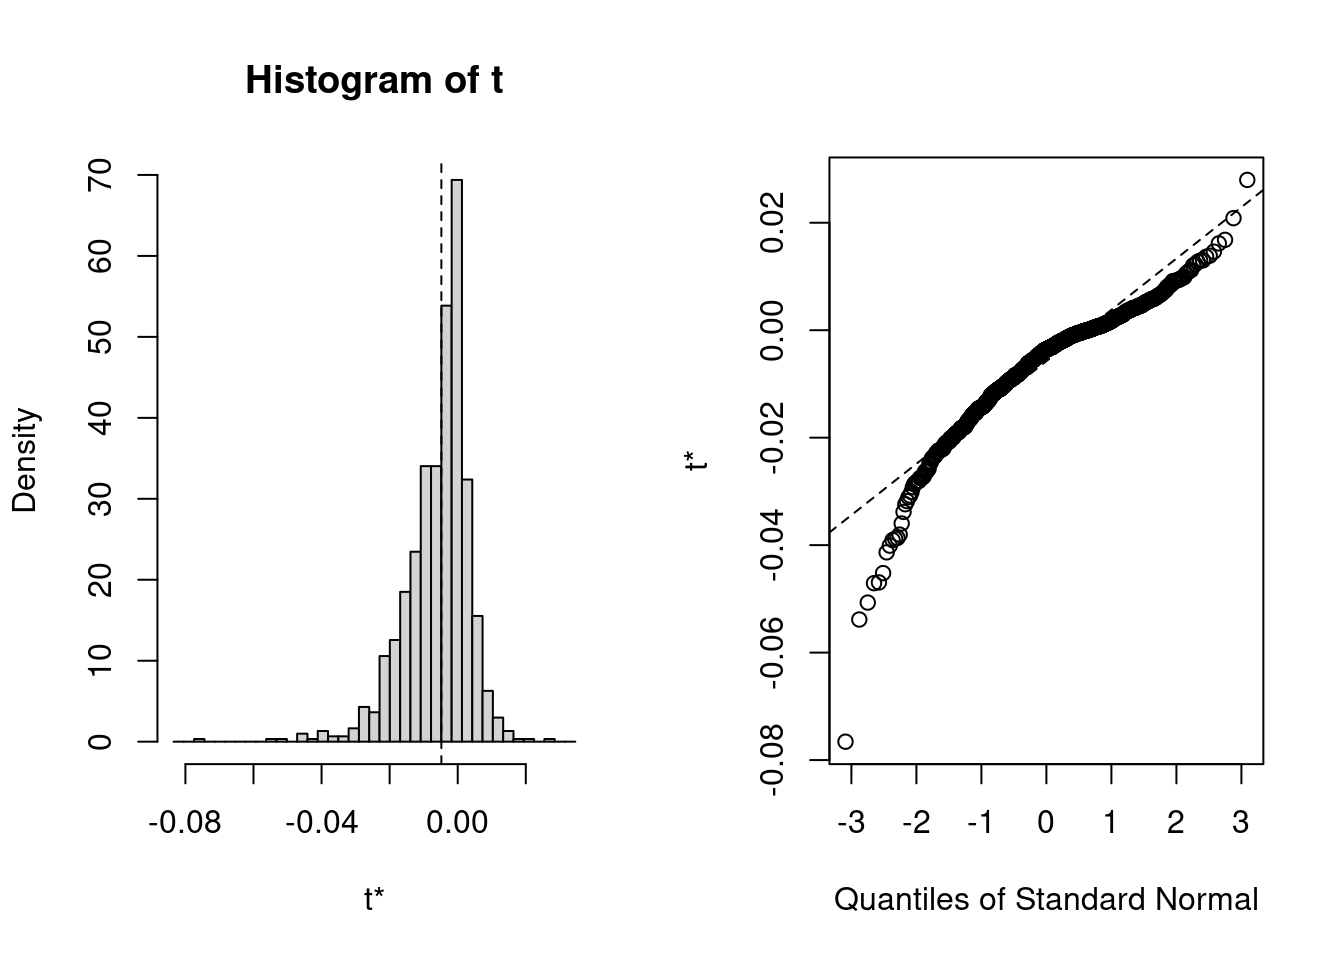 Histogram of t
Density
0 10 20 30 40 50 60 70
-0.08 -0.04 0.00
t*
t*
-0.08 -0.06 -0.04 -0.02 0.00 0.02
-3 -2 -1 0 1 2 3
Quantiles of Standard Normal